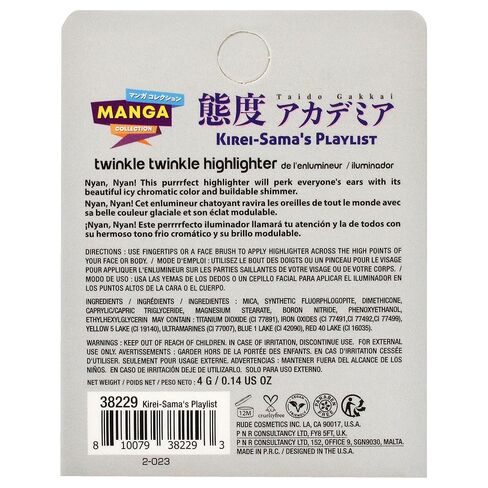 マンガ コレクション
MANGA
COLLECTION
Taido Gakkai
態度 アカデミア
KIREI-SAMA'S PLAYLIST
twinkle twinkle highlighter de l'enlumineur / iluminador
Nyan, Nyan! This purrrfect highlighter will perk everyone's ears with its
beautiful icy chromatic color and buildable shimmer.
Nyan, Nyan! Cet enlumineur chatoyant ravira les oreilles de tout le monde avec
sa belle couleur glaciale et son éclat modulable.
¡Nyan, Nyan! Este perrrfecto iluminador llamará tu atención y la de todos con su
hermoso tono frio cromático y su brillo modulable.
DIRECTIONS : USE FINGERTIPS OR A FACE BRUSH TO APPLY HIGHLIGHTER ACROSS THE HIGH POINTS OF
YOUR FACE OR BODY. / MODE D'EMPLOI : UTILISEZ LE BOUT DES DOIGTS OU UN PINCEAU POUR LE VISAGE
POUR APPLIQUER L'ENLUMINEUR SUR LES PARTIES SAILLANTES DE VOTRE VISAGE OU DE VOTRE CORPS. /
MODO DE USO : USA LAS YEMAS DE LOS DEDOS O UN CEPILLO FACIAL PARA APLICAR EL ILUMINADOR EN
LOS PUNTOS ALTOS DE LA CARA O EL CUERPO.
INGREDIENTS / INGRÉDIENTS / INGREDIENTES : MICA, SYNTHETIC FLUORPHLOGOPITE, DIMETHICONE,
CAPRYLIC/CAPRIC TRIGLYCERIDE, MAGNESIUM STEARATE, BORON NITRIDE, PHENOXYETHANOL,
ETHYLHEXYLGLYCERIN MAY CONTAIN : TITANIUM DIOXIDE (CI 77891), IRON OXIDES (CI 77491, CI 77492, CI 77499),
YELLOW 5 LAKE (CI 19140), ULTRAMARINES (CI 77007), BLUE 1 LAKE (CI 42090), RED 40 LAKE (CI 16035).
WARNINGS : KEEP OUT OF REACH OF CHILDREN. IN CASE OF IRRITATION, DISCONTINUE USE. FOR EXTERNAL
USE ONLY. AVERTISSEMENTS : GARDER HORS DE LA PORTÉE DES ENFANTS. EN CAS D'IRRITATION, CESSEZ
L'UTILISATION. POUR USAGE EXTERNE SEULEMENT. ADVERTENCIAS : MANTENER FUERA DEL ALCANCE DE LOS
NIÑOS. EN CASO DE IRRITACIÓN, DEJA DE UTILIZARLO. SOLO PARA USO EXTERNO.
NET WT / POIDS NET / PESO NETO : 4 G / 0.14 US OZ
38229 Kirei-Sama's Playlist
8 10079 38229 3
2-023
12M
crueltyfree
VEGAN
PARABEN FREE
RUDE COSMETICS INC. LA, CA 90017, U.S.A.
P N R CONSULTANCY LTD, FY8 5FT, U.K.
P N R CONSULTANCY LTD, 152, OFFICE 9, SGN9030, MALTA.
MADE IN P.R.C. / DESIGNED IN THE U.S.A.